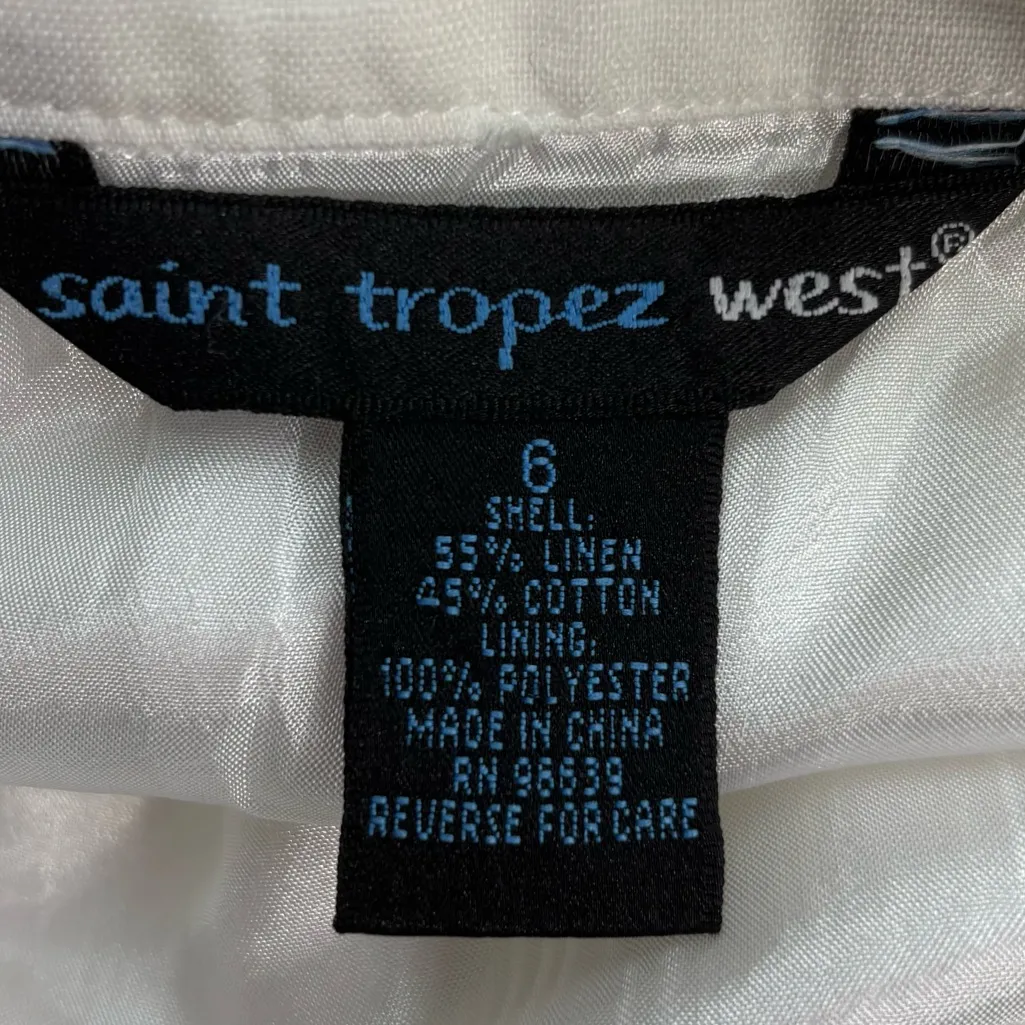 saint tropez west®
6
SHELL:
55% LINEN
45% COTTON
LINING:
100% POLYESTER
MADE IN CHINA
RN 96639
REVERSE FOR CARE